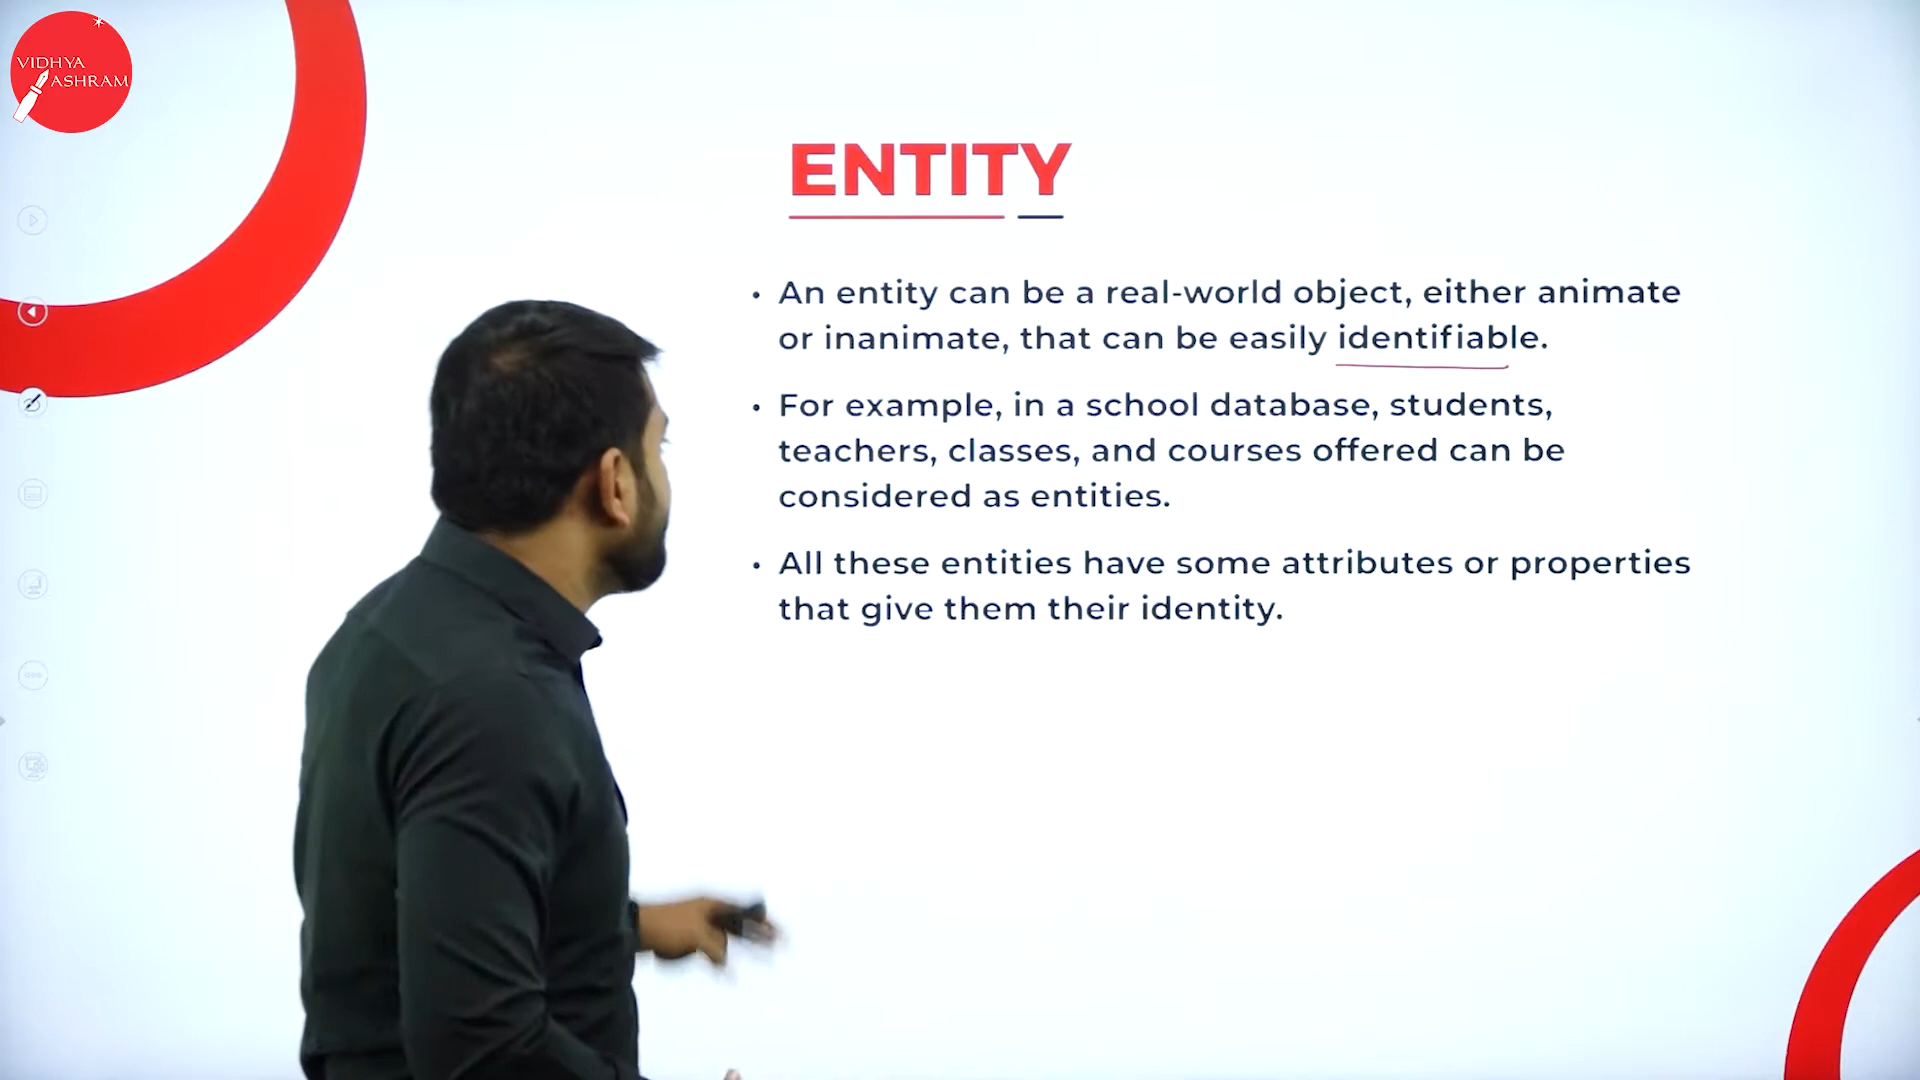 VIDHYA
ASHRAM
ENTITY
• An entity can be a real-world object, either animate
or inanimate, that can be easily identifiable.
• For example, in a school database, students,
teachers, classes, and courses offered can be
considered as entities.
• All these entities have some attributes or properties
that give them their identity.